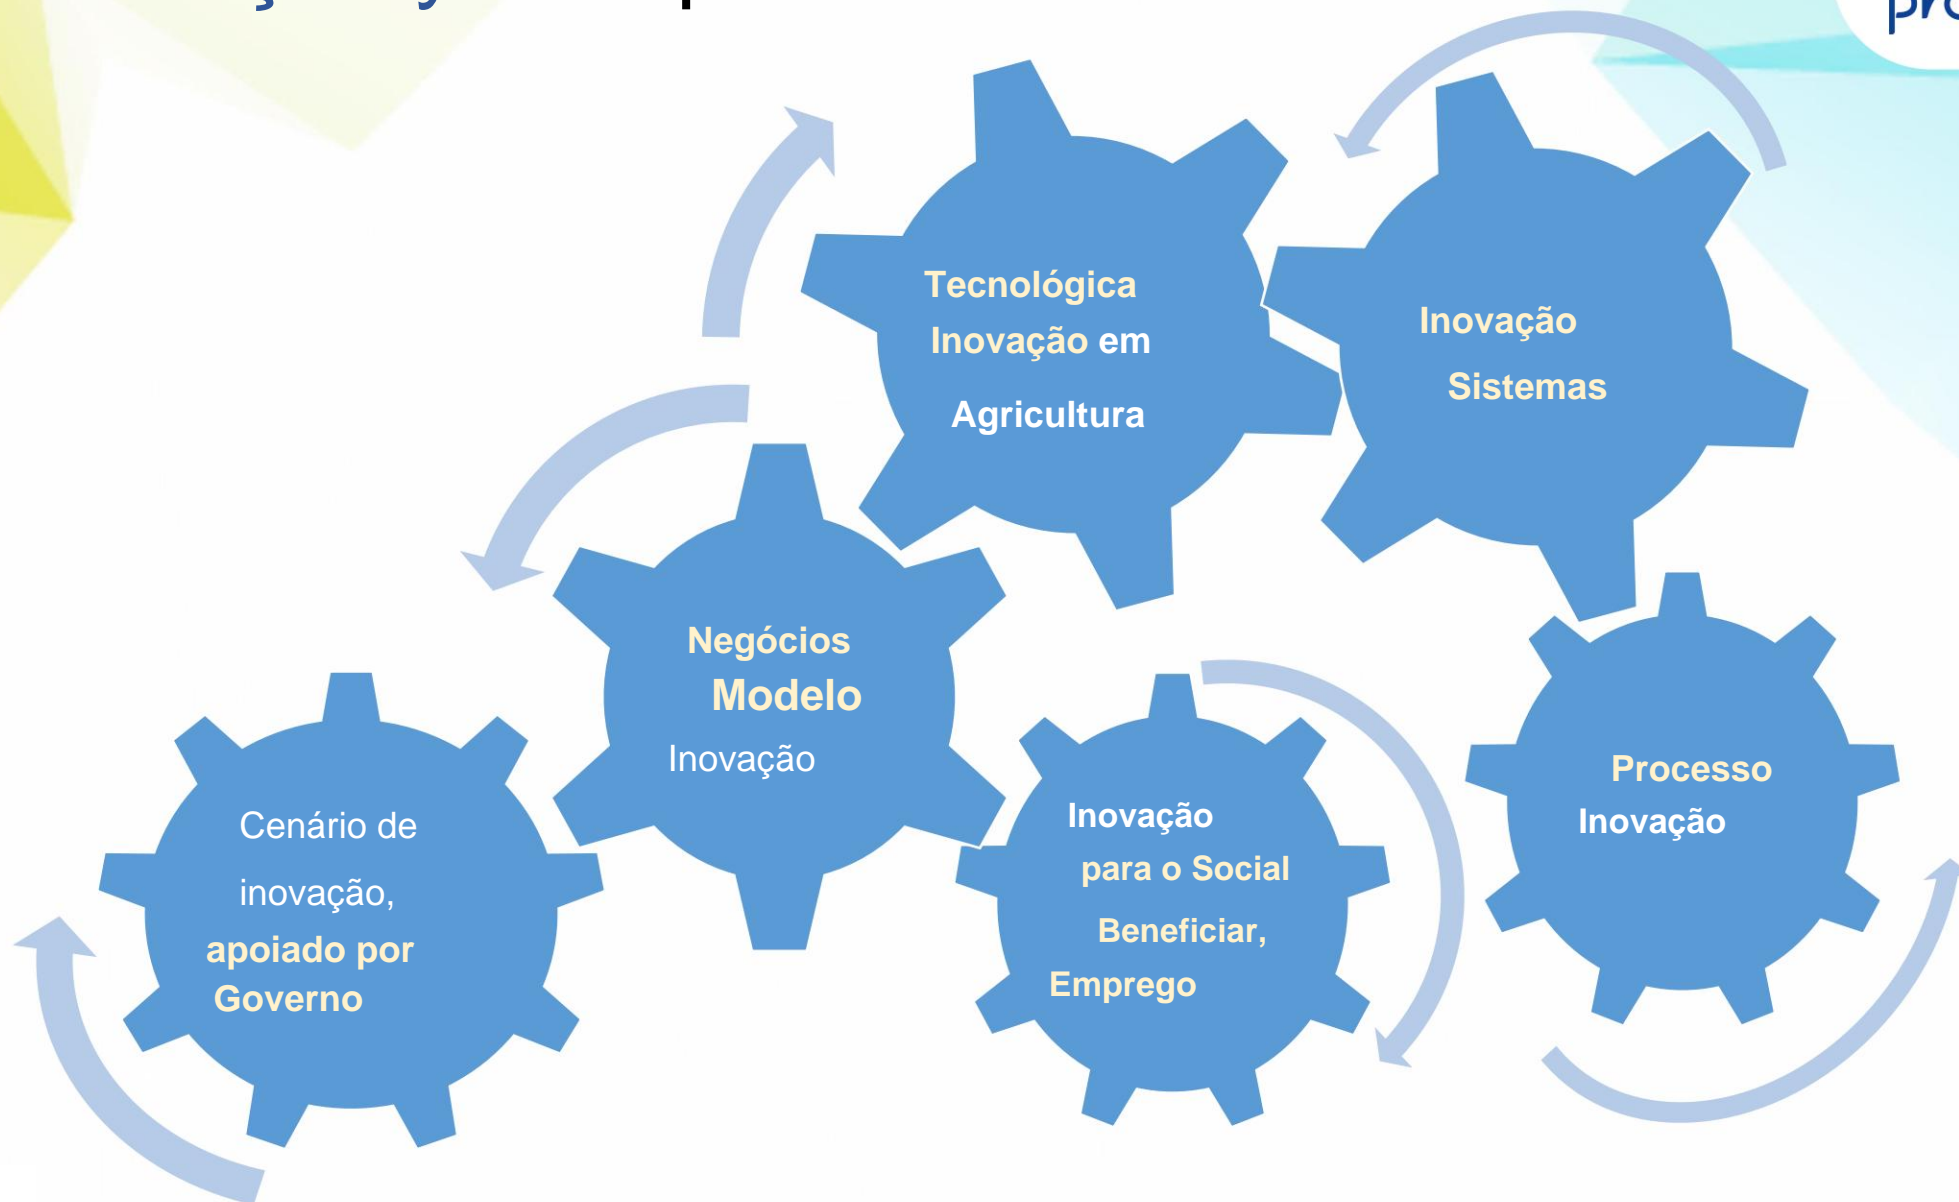 Tecnológica
Inovação em
Agricultura
Inovação
Sistemas
Negócios
Modelo
Inovação
Cenário de
inovação,
apoiado por
Governo
Inovação
para o Social
Beneficiar,
Emprego
Processo
Inovação